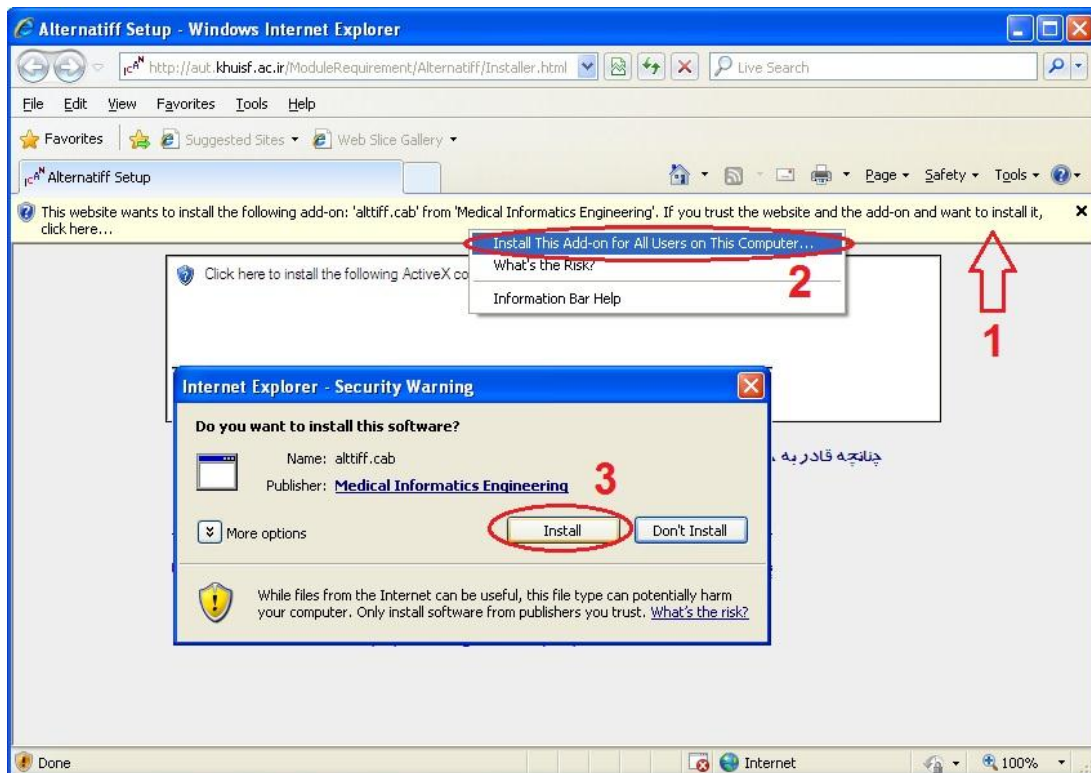 Alternatiff Setup - Windows Internet Explorer
http://aut.khuisf.ac.ir/ModuleRequirement/Alternatiff/Installer.html
Live Search
File Edit View Favorites Tools Help
Favorites Suggested Sites Web Slice Gallery
Alternatiff Setup Page Safety Tools
This website wants to install the following add-on: 'alttiff.cab' from 'Medical Informatics Engineering'. If you trust the website and the add-on and want to install it,
click here...
Install This Add-on for All Users on This Computer...
What's the Risk?
Information Bar Help
2
1
Click here to install the following ActiveX co
Internet Explorer - Security Warning
Do you want to install this software?
Name: alttiff.cab
Publisher: Medical Informatics Engineering
3
More options Install Don't Install
While files from the Internet can be useful, this file type can potentially harm
your computer. Only install software from publishers you trust. What's the risk?
چنانچه قادر به
Done Internet 100%